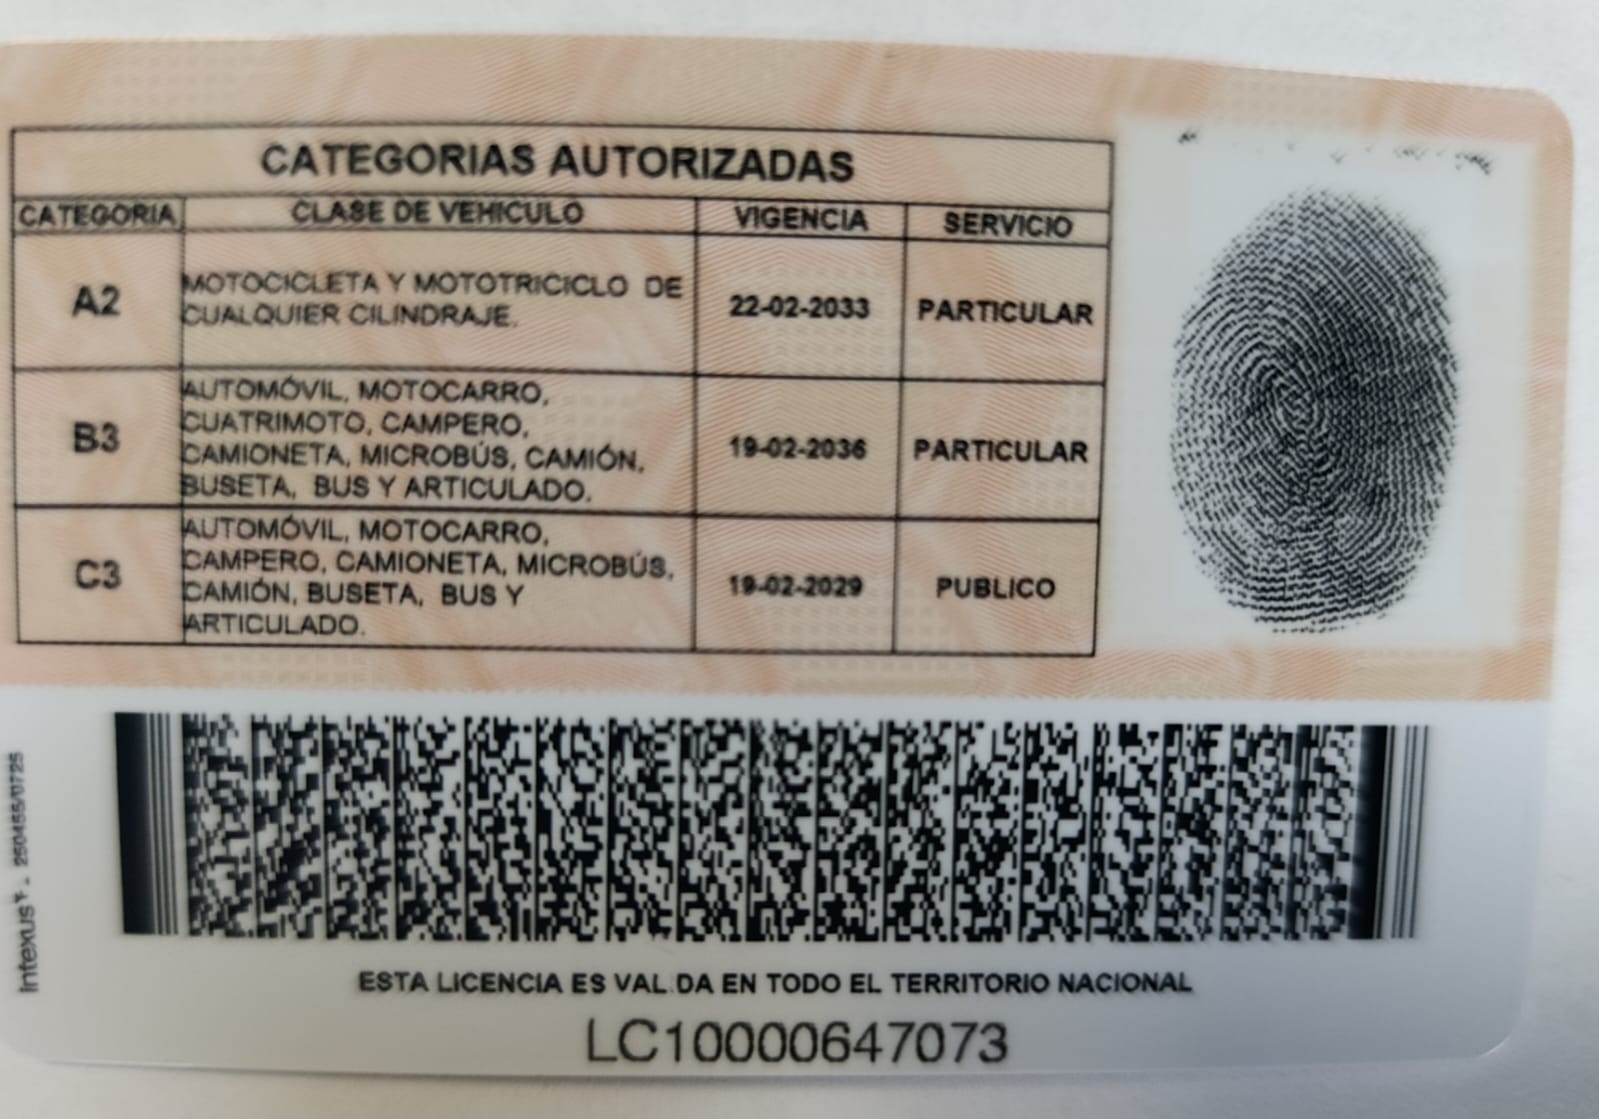 CATEGORIAS AUTORIZADAS
CATEGORIA CLASE DE VEHICULO VIGENCIA SERVICIO
A2
MOTOCICLETA Y MOTOTRICICLO DE
CUALQUIER CILINDRAJE.
22-02-2033
PARTICULAR
B3
AUTOMÓVIL, MOTOCARRO,
CUATRIMOTO, CAMPERO,
CAMIONETA, MICROBÚS, CAMIÓN,
BUSETA, BUS Y ARTICULADO.
19-02-2036
PARTICULAR
C3
AUTOMÓVIL, MOTOCARRO,
CAMPERO, CAMIONETA, MICROBÚS,
CAMIÓN, BUSETA, BUS Y
ARTICULADO.
19-02-2029
PUBLICO
intexus - 250455/0725
ESTA LICENCIA ES VAL.DA EN TODO EL TERRITORIO NACIONAL
LC10000647073